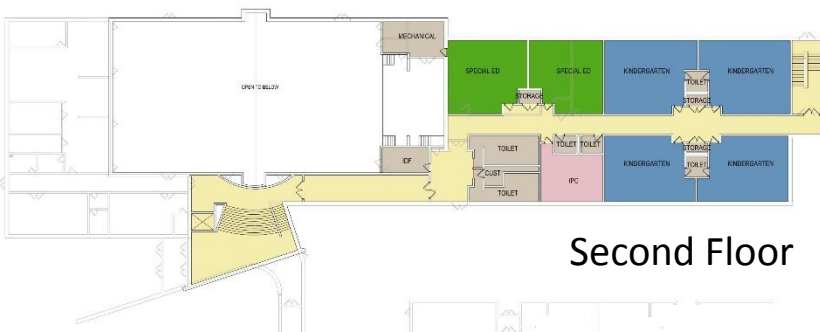 MECHANICAL
SPECIAL ED
SPECIAL ED
KINDERGARTEN
KINDERGARTEN
TOILET
STORAGE
STORAGE
OPEN TO BELOW
IDF
TOILET
CUST
TOILET
TOILET
TOILET
IPC
KINDERGARTEN
STORAGE
TOILET
KINDERGARTEN
Second Floor